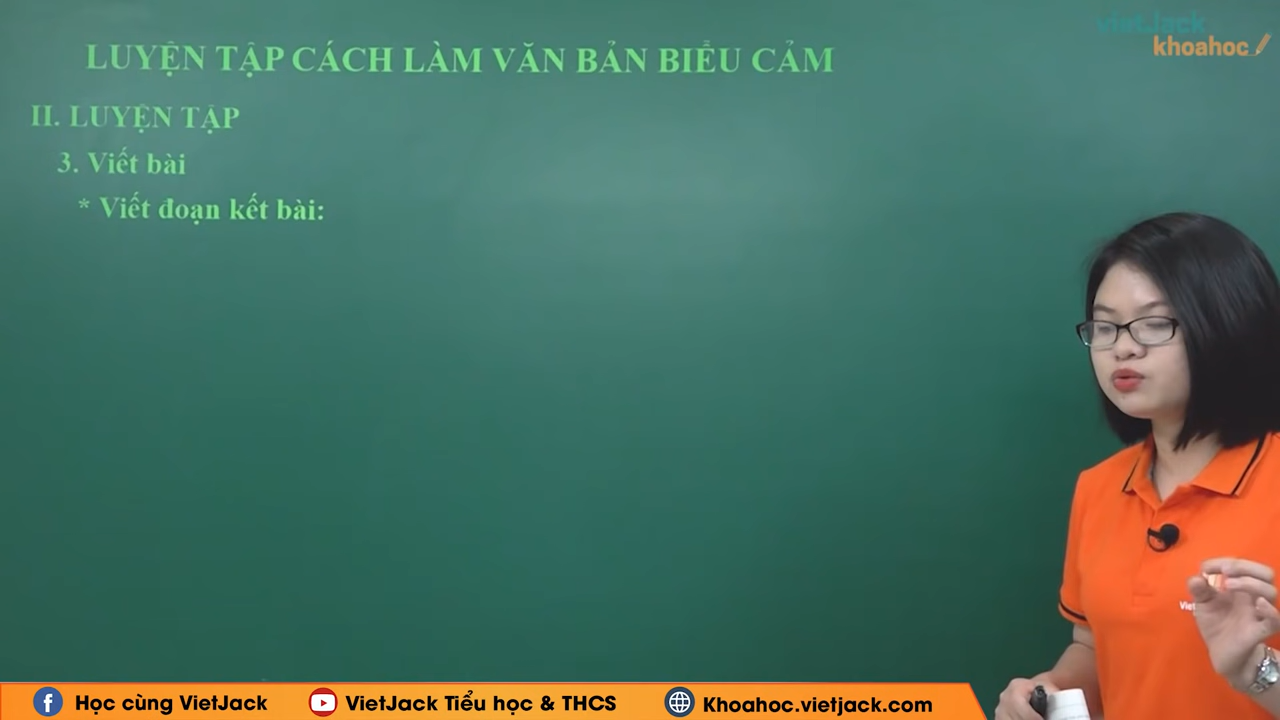 vietJack
khoahoc
LUYỆN TẬP CÁCH LÀM VĂN BẢN BIỂU CẢM
II. LUYỆN TẬP
3. Viết bài
* Viết đoạn kết bài:
Viet
Học cùng VietJack
VietJack Tiểu học & THCS
Khoahoc.vietjack.com